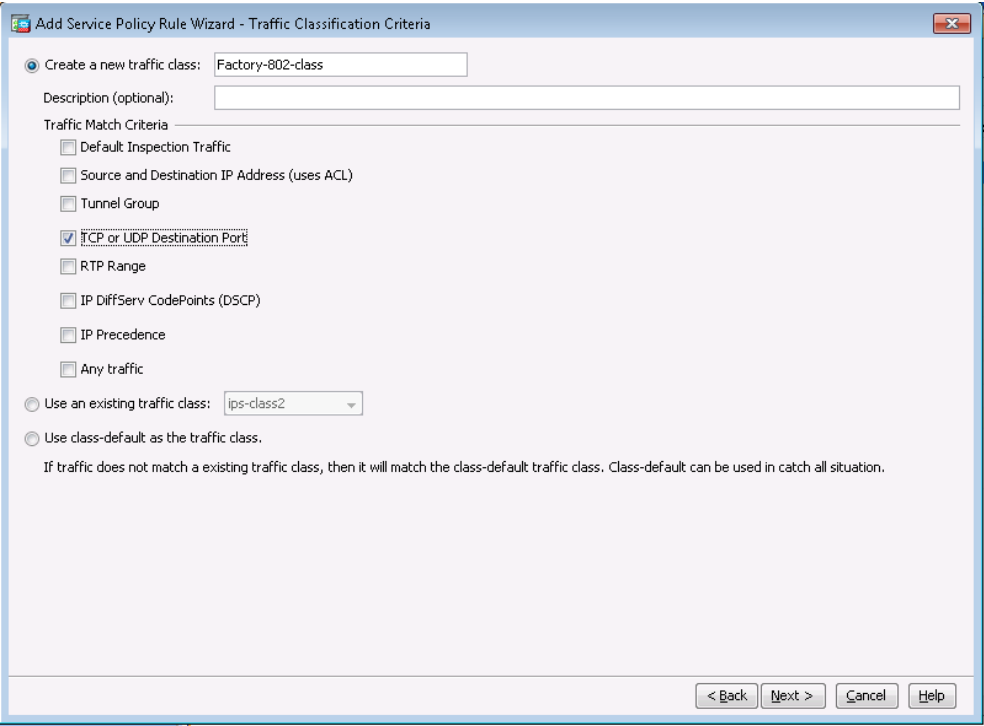 Add Service Policy Rule Wizard - Traffic Classification Criteria
Create a new traffic class: Factory-802-class
Description (optional):
Traffic Match Criteria
Default Inspection Traffic
Source and Destination IP Address (uses ACL)
Tunnel Group
TCP or UDP Destination Port
RTP Range
IP DiffServ CodePoints (DSCP)
IP Precedence
Any traffic
Use an existing traffic class: ips-class2
Use class-default as the traffic class.
If traffic does not match a existing traffic class, then it will match the class-default traffic class. Class-default can be used in catch all situation.
< Back Next > Cancel Help